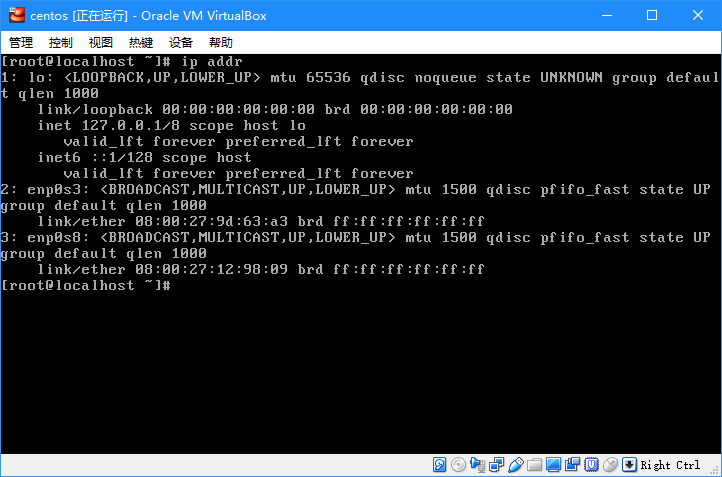 centos [正在运行] - Oracle VM VirtualBox
管理 控制 视图 热键 设备 帮助
[root@localhost ~]# ip addr
1: lo: <LOOPBACK,UP,LOWER_UP> mtu 65536 qdisc noqueue state UNKNOWN group defaul
t qlen 1000
    link/loopback 00:00:00:00:00:00 brd 00:00:00:00:00:00
    inet 127.0.0.1/8 scope host lo
       valid_lft forever preferred_lft forever
    inet6 ::1/128 scope host
       valid_lft forever preferred_lft forever
2: enp0s3: <BROADCAST,MULTICAST,UP,LOWER_UP> mtu 1500 qdisc pfifo_fast state UP
group default qlen 1000
    link/ether 08:00:27:9d:63:a3 brd ff:ff:ff:ff:ff:ff
3: enp0s8: <BROADCAST,MULTICAST,UP,LOWER_UP> mtu 1500 qdisc pfifo_fast state UP
group default qlen 1000
    link/ether 08:00:27:12:98:09 brd ff:ff:ff:ff:ff:ff
[root@localhost ~]#
Right Ctrl